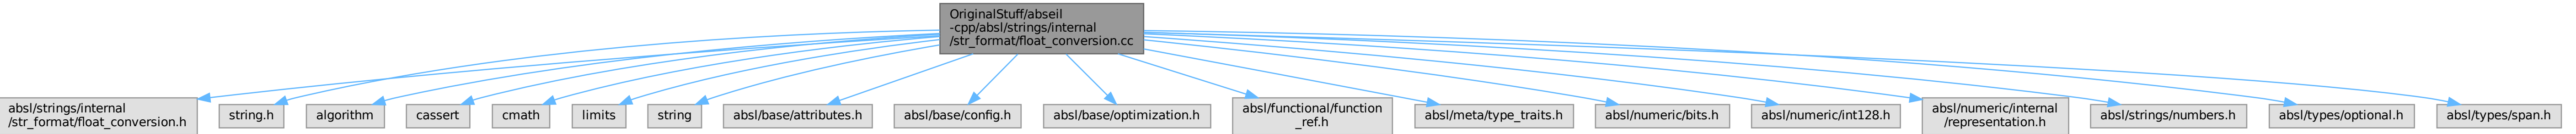 OriginalStuff/abseil
-cpp/absl/strings/internal
/str_format/float_conversion.cc
absl/strings/internal
/str_format/float_conversion.h
string.h
algorithm
cassert
cmath
limits
string
absl/base/attributes.h
absl/base/config.h
absl/base/optimization.h
absl/functional/function
_ref.h
absl/meta/type_traits.h
absl/numeric/bits.h
absl/numeric/int128.h
absl/numeric/internal
/representation.h
absl/strings/numbers.h
absl/types/optional.h
absl/types/span.h